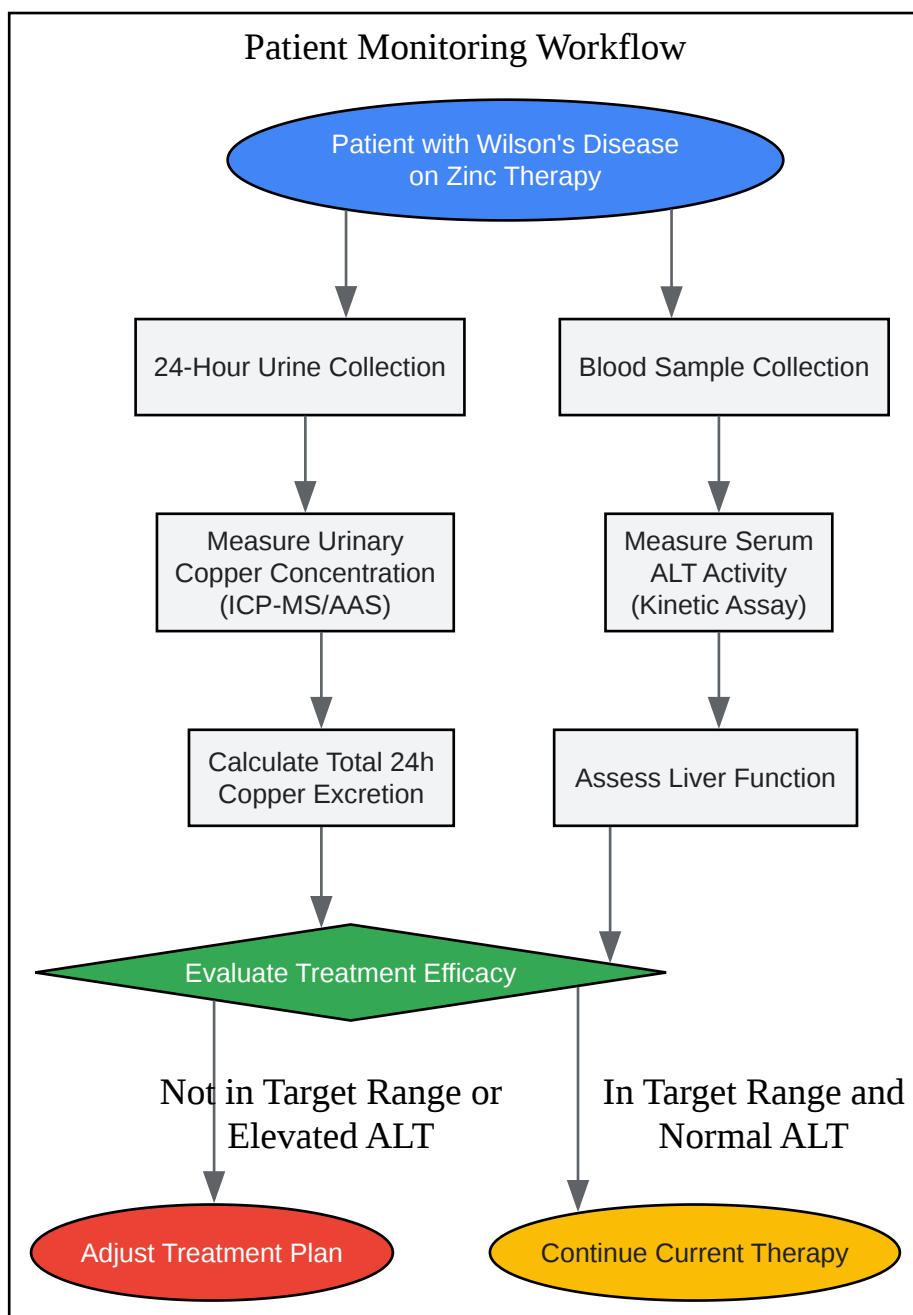 Patient Monitoring Workflow
Patient with Wilson's Disease
on Zinc Therapy
24-Hour Urine Collection
Blood Sample Collection
Measure Urinary
Copper Concentration
(ICP-MS/AAS)
Measure Serum
ALT Activity
(Kinetic Assay)
Calculate Total 24h
Copper Excretion
Assess Liver Function
Evaluate Treatment Efficacy
Not in Target Range or
Elevated ALT
In Target Range and
Normal ALT
Adjust Treatment Plan
Continue Current Therapy